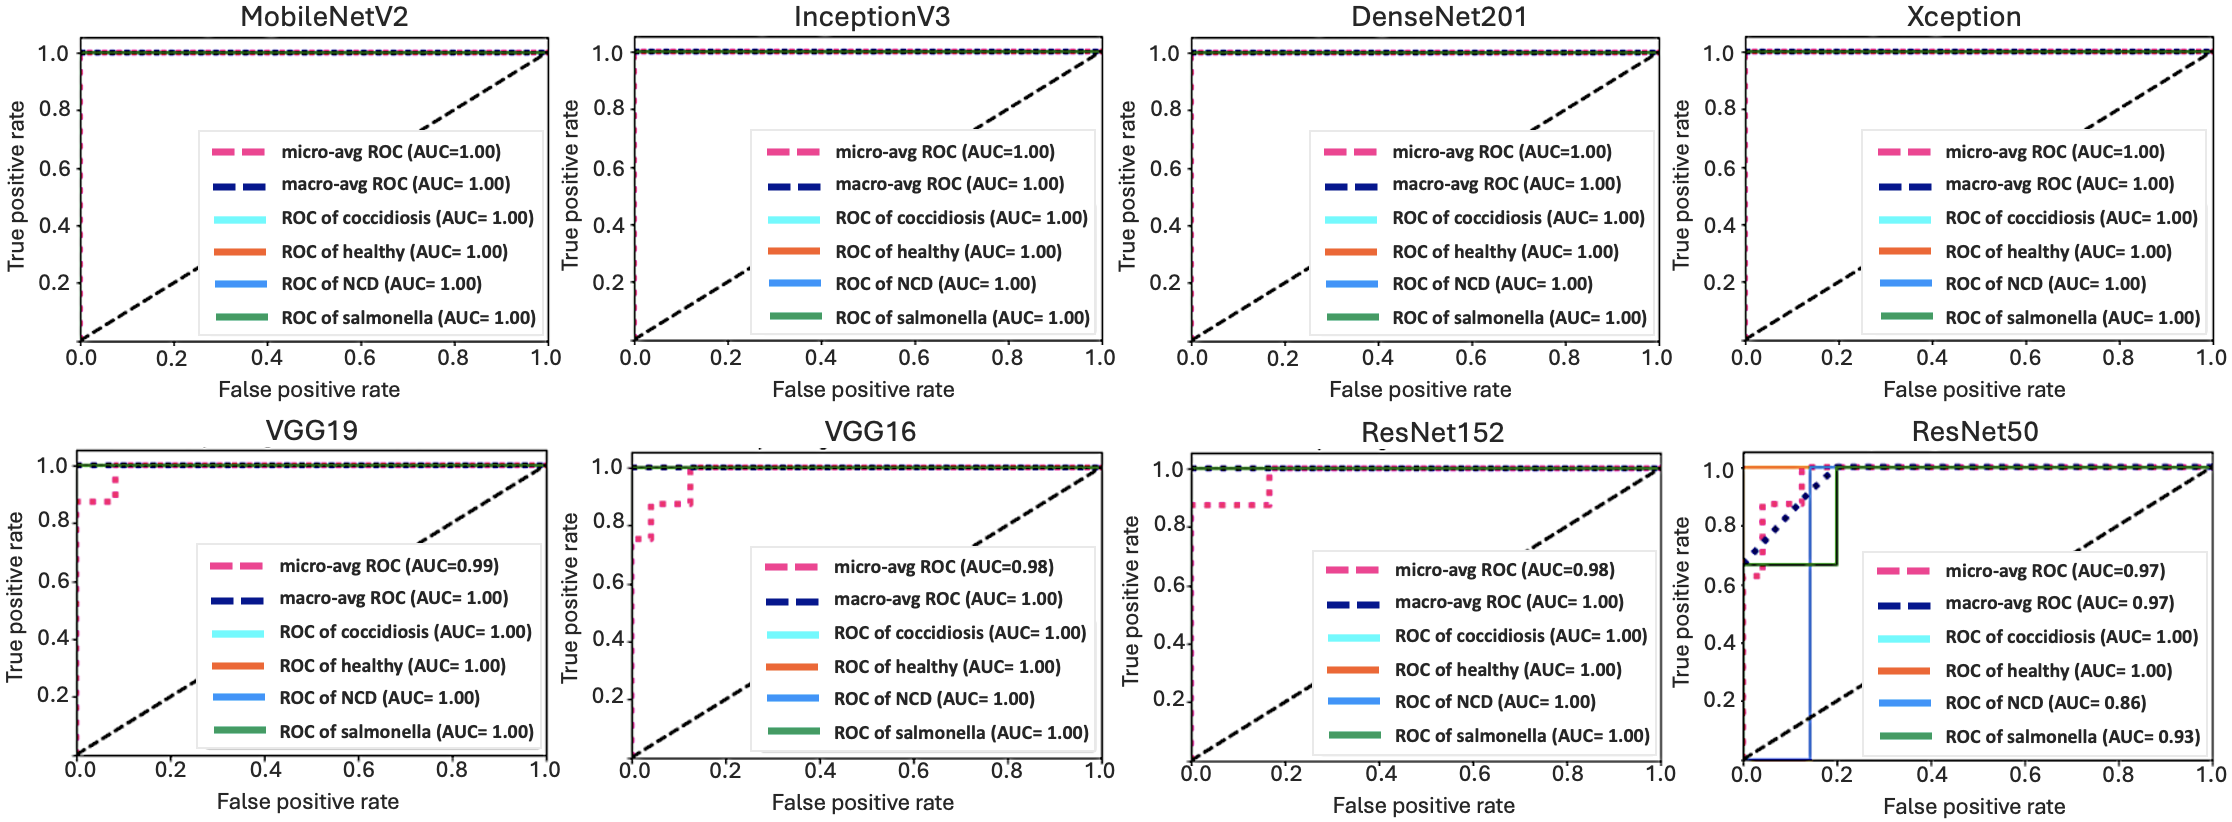 MobileNetV2
1.0
0.8
0.6
0.4
0.2
True positive rate
micro-avg ROC (AUC=1.00)
macro-avg ROC (AUC= 1.00)
ROC of coccidiosis (AUC= 1.00)
ROC of healthy (AUC= 1.00)
ROC of NCD (AUC= 1.00)
ROC of salmonella (AUC= 1.00)
0.0 0.2 0.4 0.6 0.8 1.0
False positive rate
InceptionV3
1.0
0.8
0.6
0.4
0.2
True positive rate
micro-avg ROC (AUC=1.00)
macro-avg ROC (AUC= 1.00)
ROC of coccidiosis (AUC= 1.00)
ROC of healthy (AUC= 1.00)
ROC of NCD (AUC= 1.00)
ROC of salmonella (AUC= 1.00)
0.0 0.2 0.4 0.6 0.8 1.0
False positive rate
DenseNet201
1.0
0.8
0.6
0.4
0.2
True positive rate
micro-avg ROC (AUC=1.00)
macro-avg ROC (AUC= 1.00)
ROC of coccidiosis (AUC= 1.00)
ROC of healthy (AUC= 1.00)
ROC of NCD (AUC= 1.00)
ROC of salmonella (AUC= 1.00)
0.0 0.2 0.4 0.6 0.8 1.0
False positive rate
Xception
1.0
0.8
0.6
0.4
0.2
True positive rate
micro-avg ROC (AUC=1.00)
macro-avg ROC (AUC= 1.00)
ROC of coccidiosis (AUC= 1.00)
ROC of healthy (AUC= 1.00)
ROC of NCD (AUC= 1.00)
ROC of salmonella (AUC= 1.00)
0.0 0.2 0.4 0.6 0.8 1.0
False positive rate
VGG19
1.0
0.8
0.6
0.4
0.2
True positive rate
micro-avg ROC (AUC=0.99)
macro-avg ROC (AUC= 1.00)
ROC of coccidiosis (AUC= 1.00)
ROC of healthy (AUC= 1.00)
ROC of NCD (AUC= 1.00)
ROC of salmonella (AUC= 1.00)
0.0 0.2 0.4 0.6 0.8 1.0
False positive rate
VGG16
1.0
0.8
0.6
0.4
0.2
True positive rate
micro-avg ROC (AUC=0.98)
macro-avg ROC (AUC= 1.00)
ROC of coccidiosis (AUC= 1.00)
ROC of healthy (AUC= 1.00)
ROC of NCD (AUC= 1.00)
ROC of salmonella (AUC= 1.00)
0.0 0.2 0.4 0.6 0.8 1.0
False positive rate
ResNet152
1.0
0.8
0.6
0.4
0.2
True positive rate
micro-avg ROC (AUC=0.98)
macro-avg ROC (AUC= 1.00)
ROC of coccidiosis (AUC= 1.00)
ROC of healthy (AUC= 1.00)
ROC of NCD (AUC= 1.00)
ROC of salmonella (AUC= 1.00)
0.0 0.2 0.4 0.6 0.8 1.0
False positive rate
ResNet50
1.0
0.8
0.6
0.4
0.2
True positive rate
micro-avg ROC (AUC=0.97)
macro-avg ROC (AUC= 0.97)
ROC of coccidiosis (AUC= 1.00)
ROC of healthy (AUC= 1.00)
ROC of NCD (AUC= 0.86)
ROC of salmonella (AUC= 0.93)
0.0 0.2 0.4 0.6 0.8 1.0
False positive rate